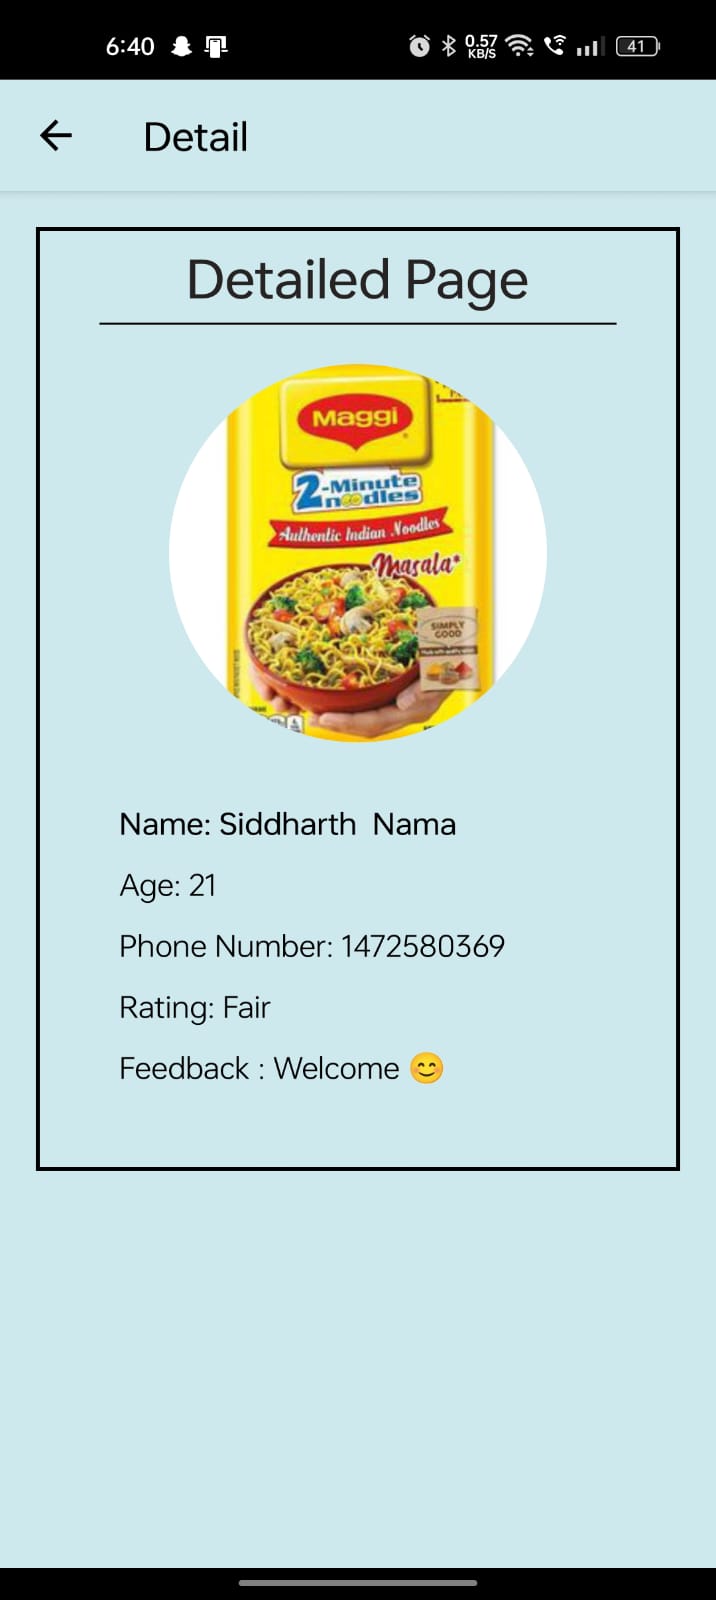 6:40
0.57
KB/S
41
Detail
Detailed Page
Maggi
2-Minute
noodles
Authentic Indian Noodles
Masala*
SIMPLY
GOOD
Name: Siddharth  Nama
Age: 21
Phone Number: 1472580369
Rating: Fair
Feedback : Welcome 😊